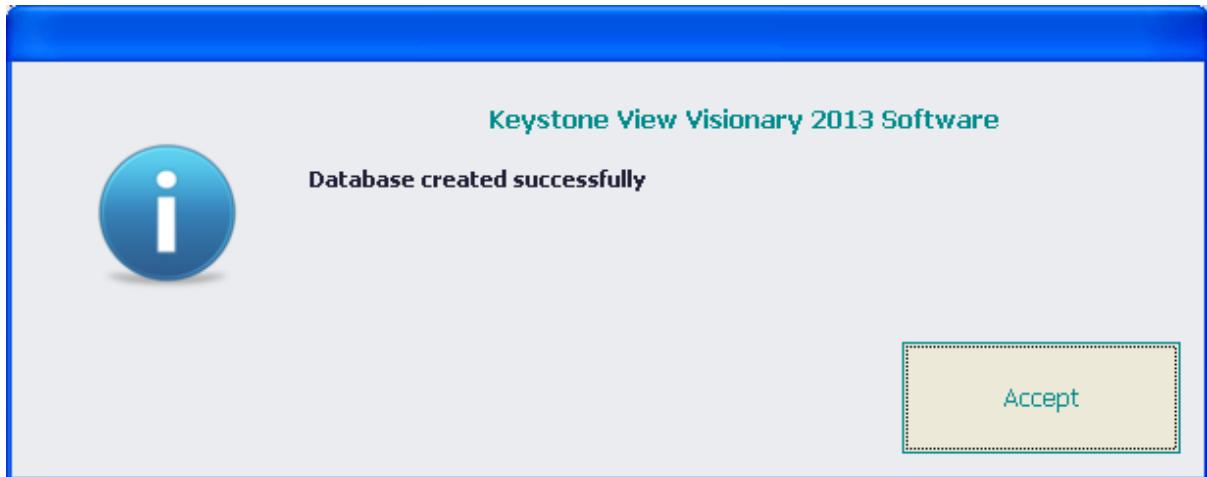 Keystone View Visionary 2013 Software
Database created successfully
Accept